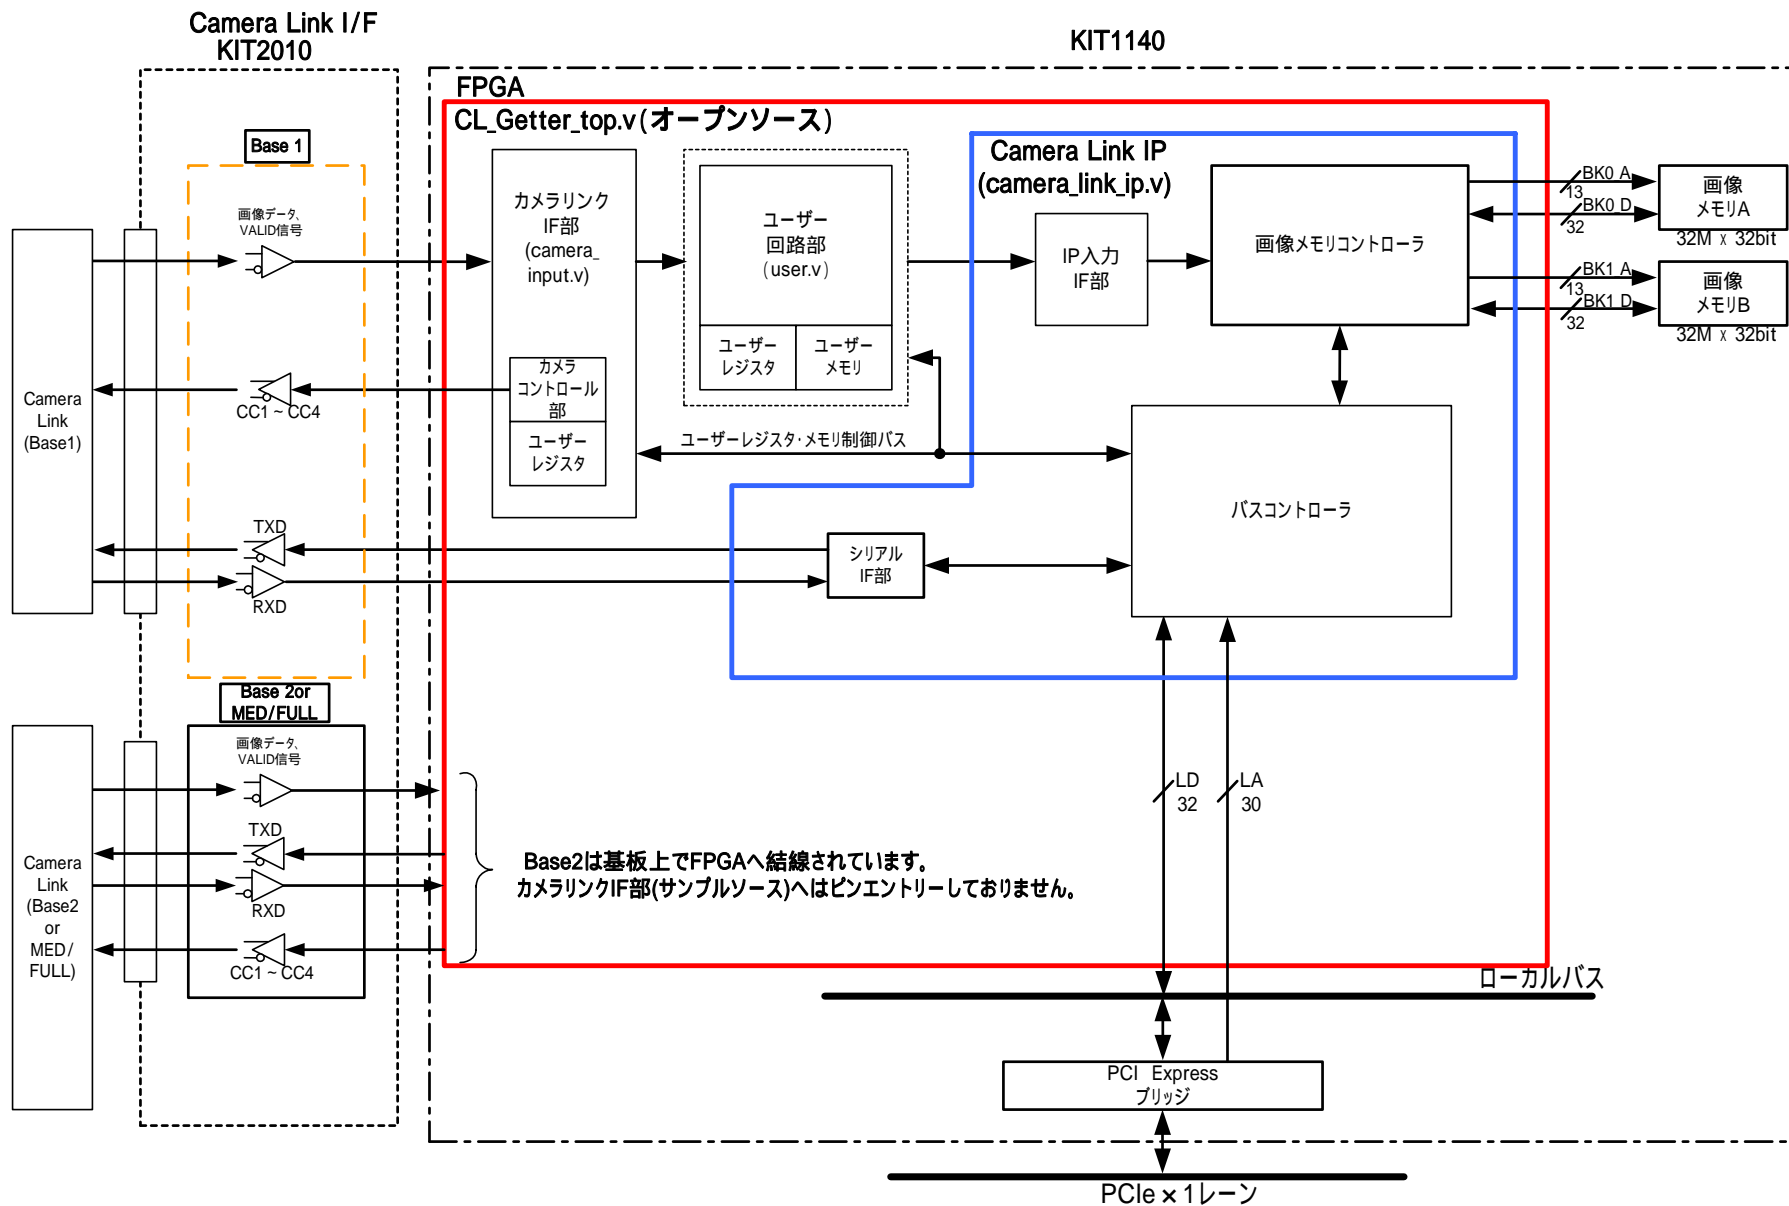 Camera Link I/F
KIT2010
KIT1140
FPGA
CL_Getter_top.v(オープンソース)
Base 1
画像データ、
VALID信号
CC1～CC4
TXD
RXD
Camera
Link
(Base1)
カメラリンク
IF部
(camera_
input.v)
カメラ
コントロール
部
ユーザー
レジスタ
ユーザー
回路部
(user.v)
ユーザー
レジスタ
ユーザー
メモリ
Camera Link IP
(camera_link_ip.v)
IP入力
IF部
画像メモリコントローラ
BK0_A
13
BK0_D
32
画像
メモリA
32M x 32bit
BK1_A
13
BK1_D
32
画像
メモリB
32M x 32bit
ユーザーレジスタ・メモリ制御バス
バスコントローラ
シリアル
IF部
Base 2or
MED/FULL
画像データ、
VALID信号
TXD
RXD
CC1～CC4
Camera
Link
(Base2
or
MED/
FULL)
Base2は基板上でFPGAへ結線されています。
カメラリンクIF部(サンプルソース)へはピンエントリーしておりません。
LD
32
LA
30
ローカルバス
PCI Express
ブリッジ
PCIe×1レーン